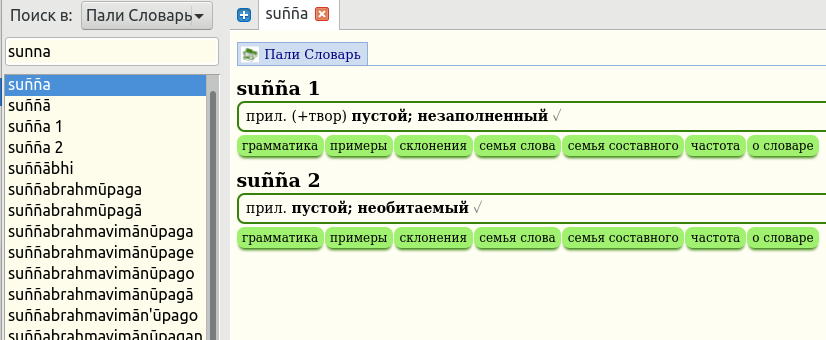 Поиск в: Пали Словарь
sunna
suñña
suññā
suñña 1
suñña 2
suññābhi
suññabrahmūpaga
suññabrahmūpagā
suññabrahmavimānūpaga
suññabrahmavimānūpage
suññabrahmavimānūpago
suññabrahmavimānūpagā
suññabrahmavimān'ūpago
suññabrahmavimānūpagan
suñña
Пали Словарь
suñña 1
прил. (+твор) пустой; незаполненный √
грамматика примеры склонения семья слова семья составного частота о словаре
suñña 2
прил. пустой; необитаемый √
грамматика примеры склонения семья слова семья составного частота о словаре